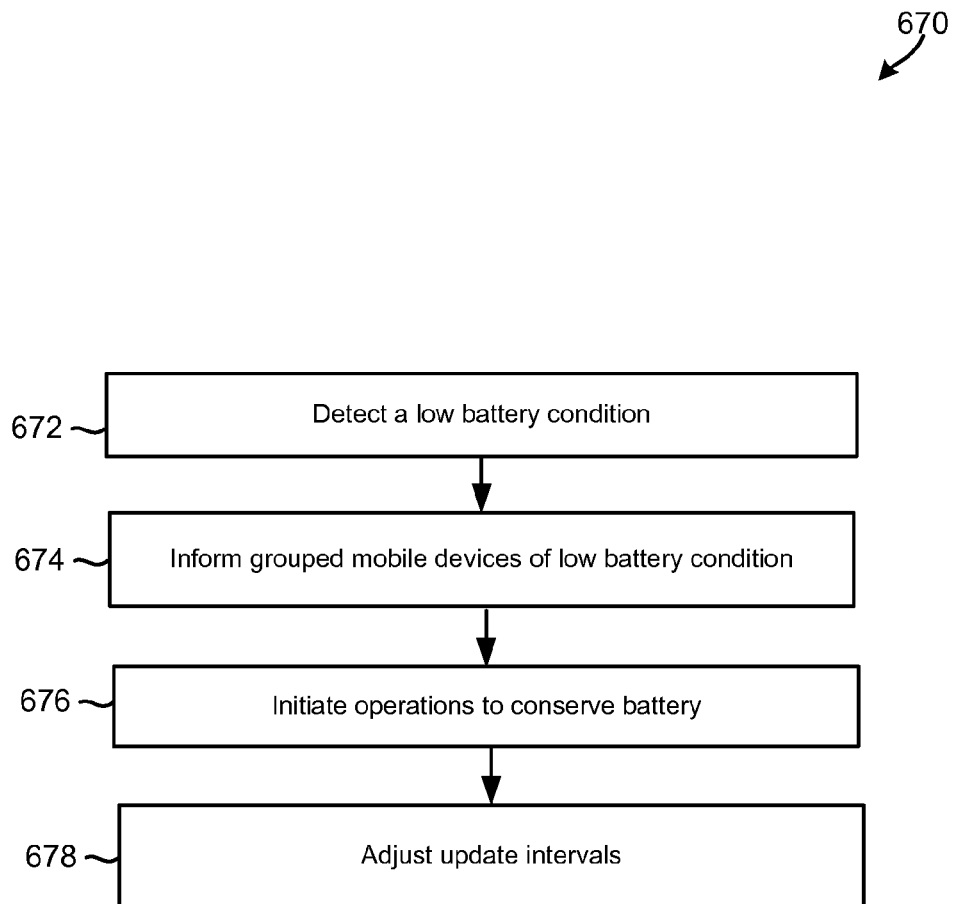 670
672
Detect a low battery condition
674
Inform grouped mobile devices of low battery condition
676
Initiate operations to conserve battery
678
Adjust update intervals